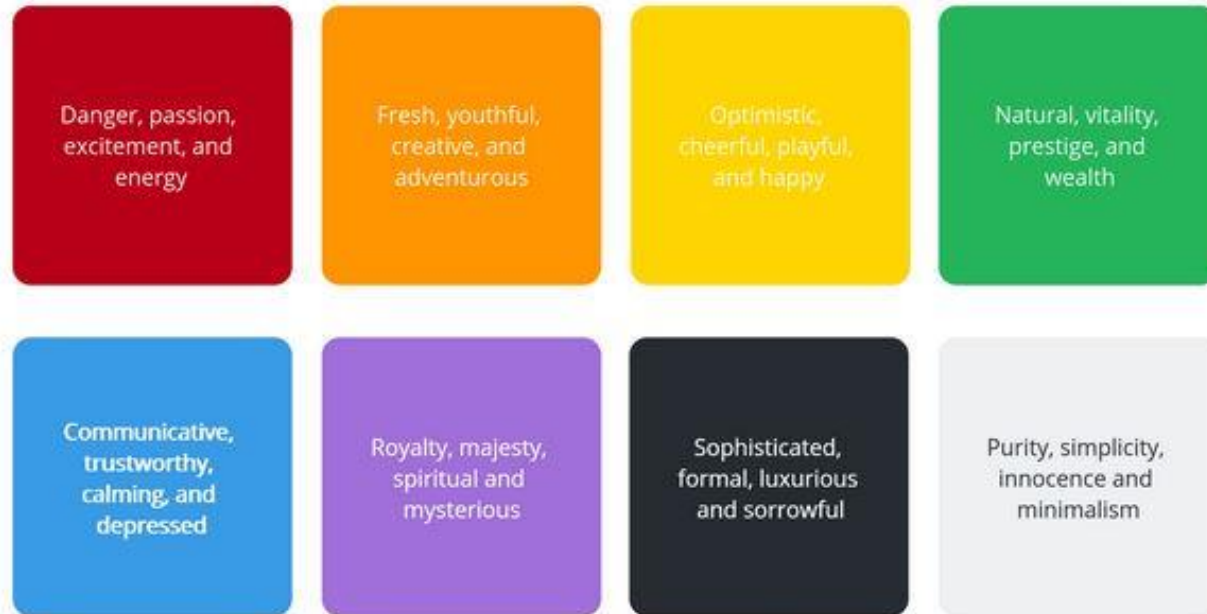 Danger, passion,
excitement, and
energy
Fresh, youthful,
creative, and
adventurous
Optimistic,
cheerful, playful,
and happy
Natural, vitality,
prestige, and
wealth
Communicative,
trustworthy,
calming, and
depressed
Royalty, majesty,
spiritual and
mysterious
Sophisticated,
formal, luxurious
and sorrowful
Purity, simplicity,
innocence and
minimalism